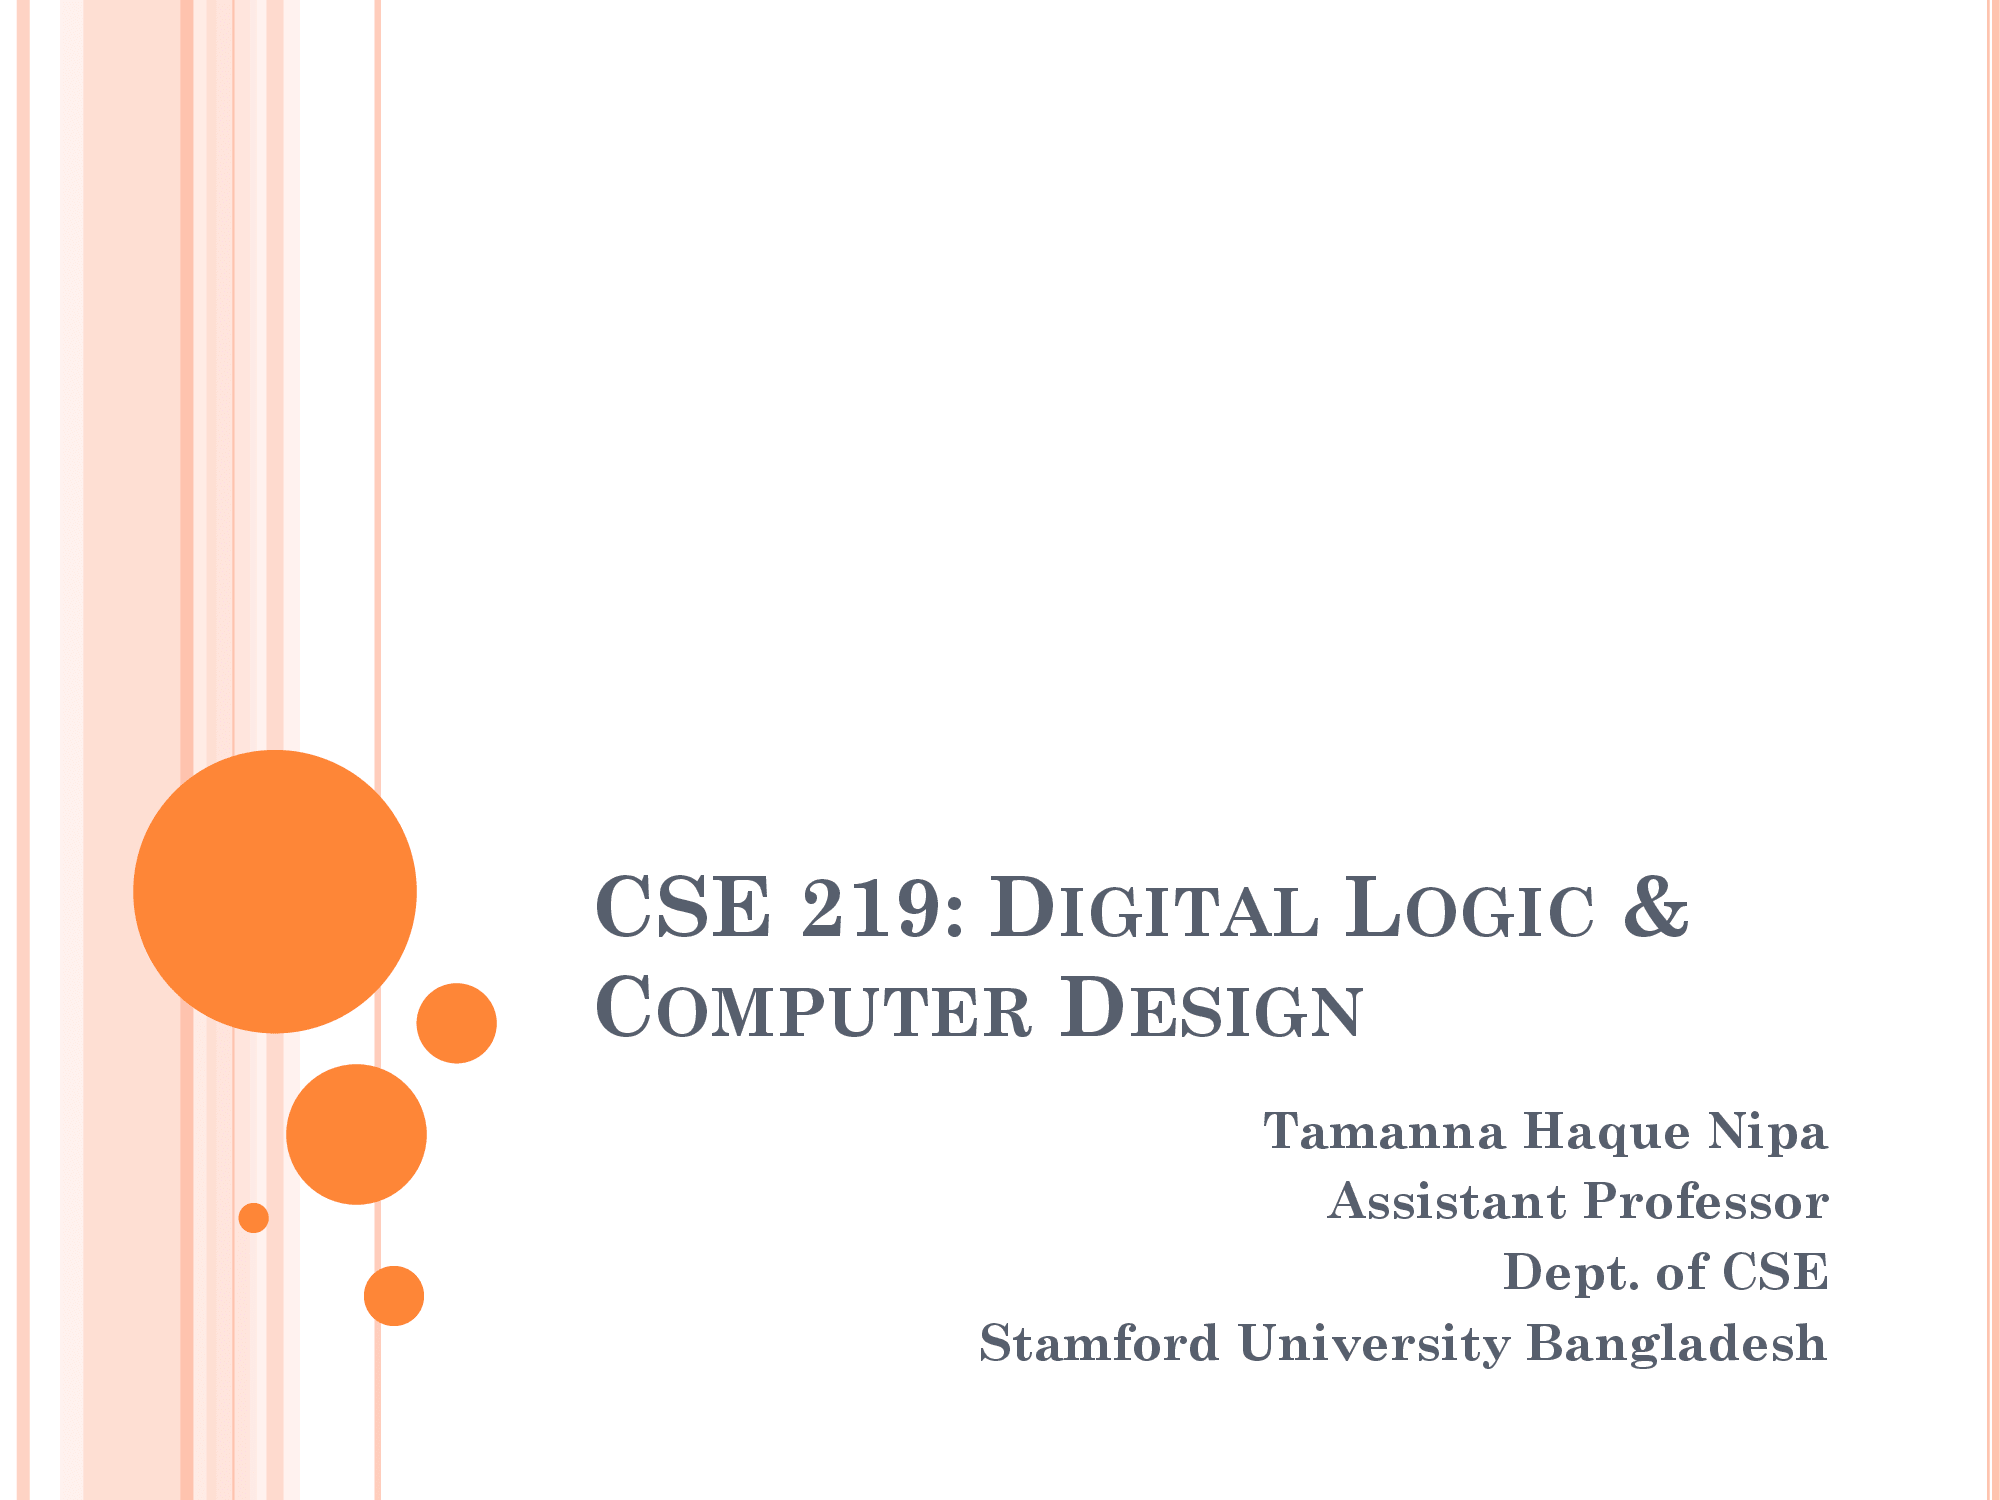 CSE 219: Digital Logic &
Computer Design
Tamanna Haque Nipa
Assistant Professor
Dept. of CSE
Stamford University Bangladesh